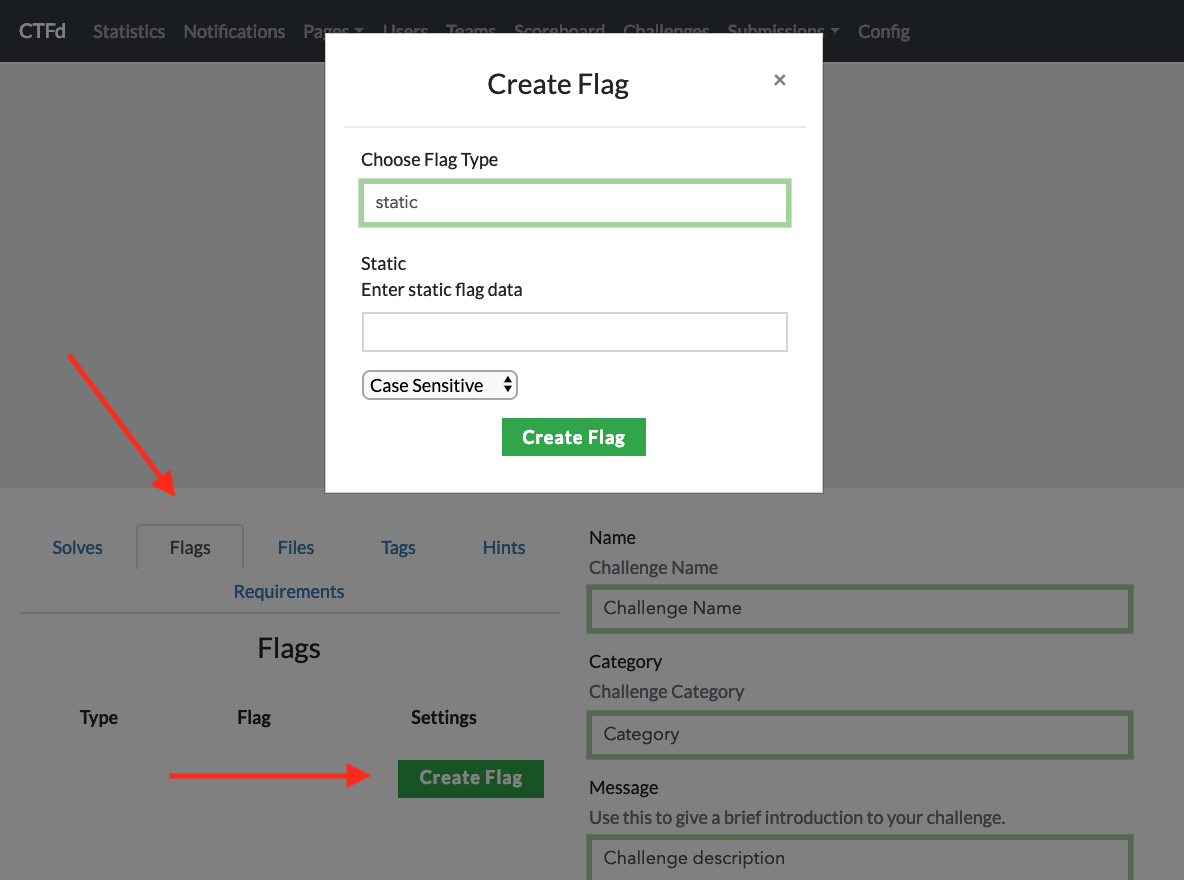 CTFd Statistics Notifications Pages Users Teams Scoreboard Challenges Submissions Config
Create Flag
×
Choose Flag Type
static
Static
Enter static flag data
Case Sensitive
Create Flag
Solves Flags Files Tags Hints
Requirements
Flags
Type Flag Settings
Create Flag
Name
Challenge Name
Challenge Name
Category
Challenge Category
Category
Message
Use this to give a brief introduction to your challenge.
Challenge description